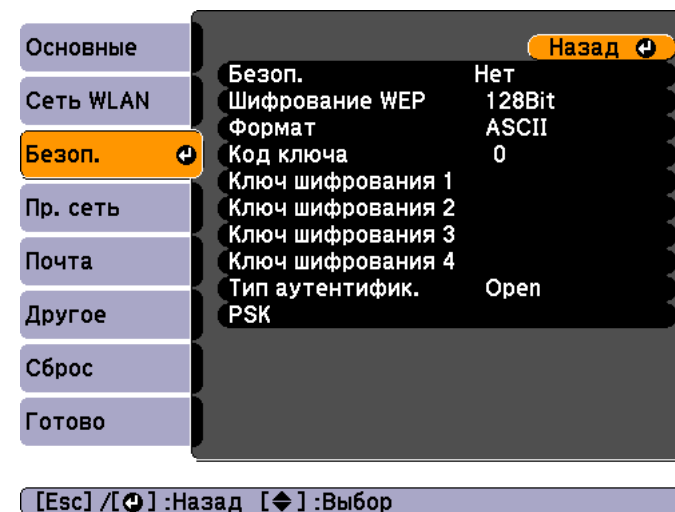 Основные
Сеть WLAN
Безоп.
Пр. сеть
Почта
Другое
Сброс
Готово
Назад
Безоп. Нет
Шифрование WEP 128Bit
Формат ASCII
Код ключа 0
Ключ шифрования 1
Ключ шифрования 2
Ключ шифрования 3
Ключ шифрования 4
Тип аутентифик. Open
PSK
[Esc] /[⏎] :Назад [◆] :Выбор